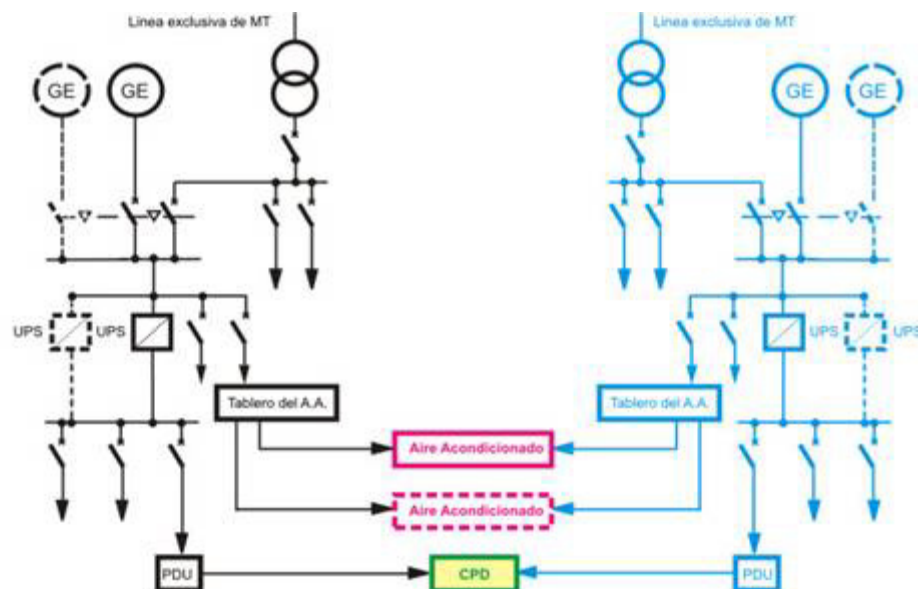 Linea exclusiva de MT
Linea exclusiva de MT
GE
GE
GE
GE
UPS
UPS
UPS
UPS
Tablero del A.A.
Tablero del A.A.
Aire Acondicionado
Aire Acondicionado
PDU
CPD
PDU